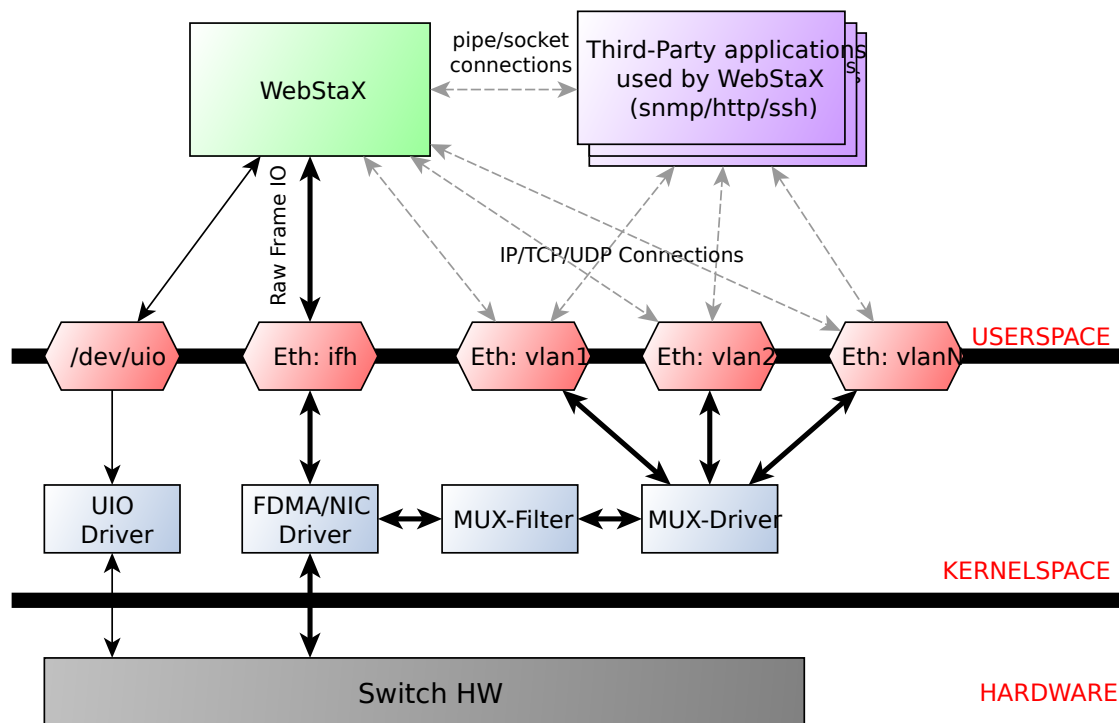 pipe/socket
connections
WebStaX
Third-Party applications
used by WebStaX
(snmp/http/ssh)
s
s
Raw Frame IO
IP/TCP/UDP Connections
USERSPACE
/dev/uio
Eth: ifh
Eth: vlan1
Eth: vlan2
Eth: vlanN
UIO
Driver
FDMA/NIC
Driver
MUX-Filter
MUX-Driver
KERNELSPACE
Switch HW
HARDWARE